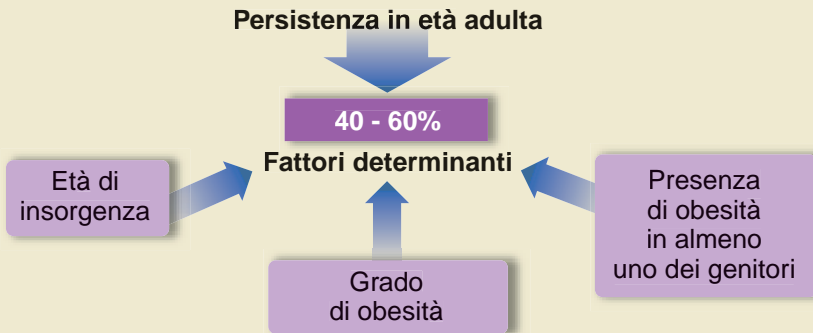 Persistenza in età adulta
40 - 60%
Fattori determinanti
Età di
insorgenza
Grado
di obesità
Presenza
di obesità
in almeno
uno dei genitori